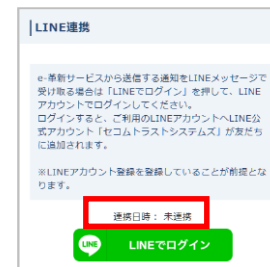 LINE連携
e-革新サービスから送信する通知をLINEメッセージで
受け取る場合は「LINEでログイン」を押して、LINE
アカウントでログインしてください。
ログインすると、ご利用のLINEアカウントへLINE公
式アカウント「セコムトラストシステムズ」が友だち
に追加されます。
※LINEアカウント登録を登録していることが前提とな
ります。
連携日時： 未連携
LINE LINEでログイン